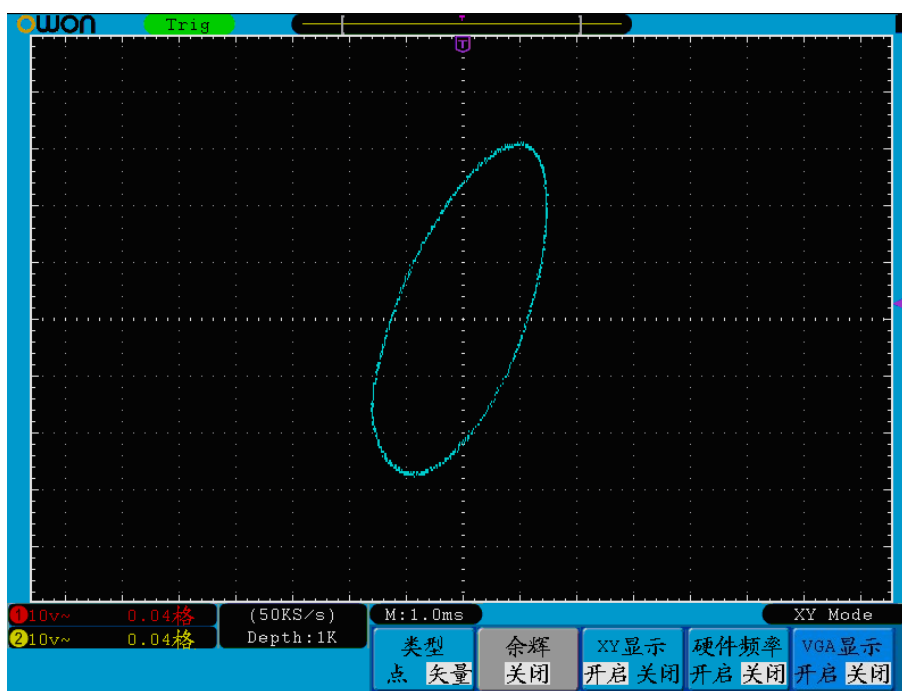 owon Trig
T
1 10v~ 0.04格 (50KS/s) M:1.0ms XY Mode
2 10v~ 0.04格 Depth:1K
类型 余辉 XY显示 硬件频率 VGA显示
点 矢量 关闭 开启 关闭 开启 关闭 开启 关闭